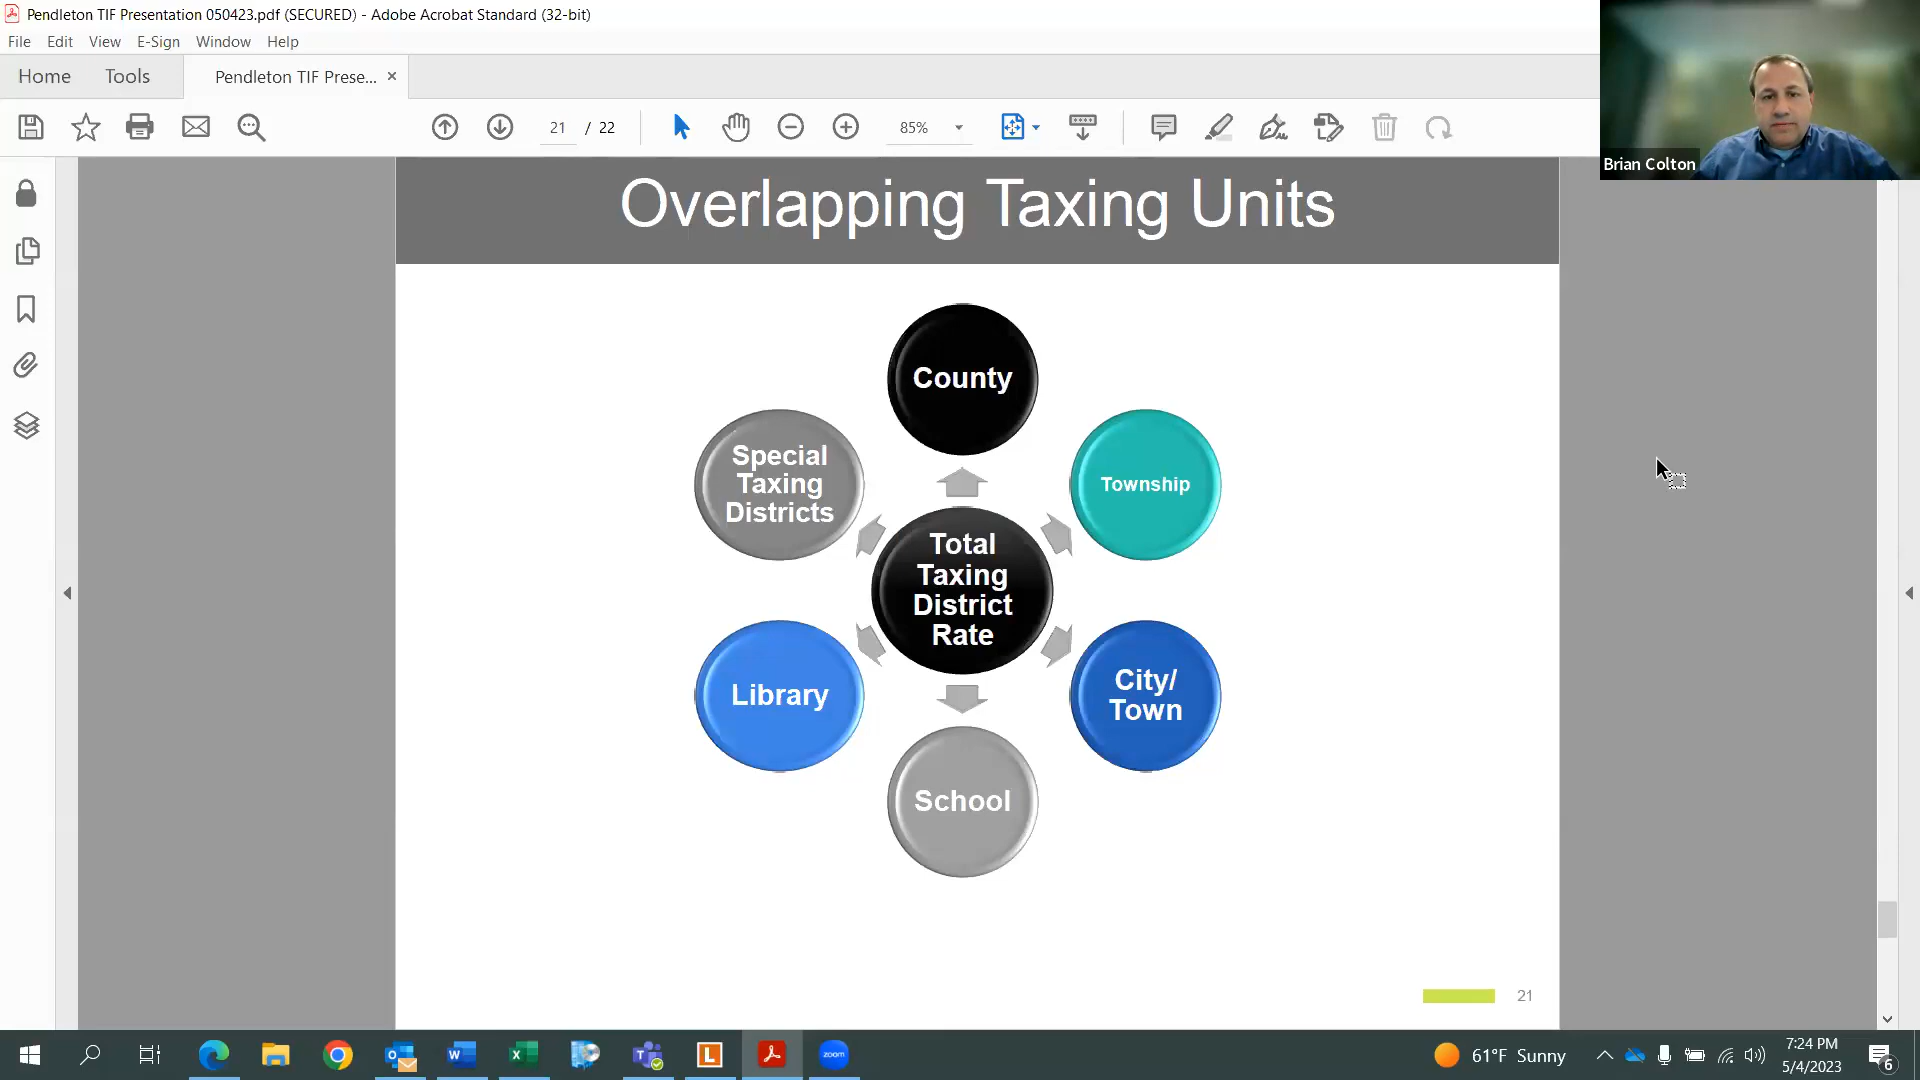 Pendleton TIF Presentation 050423.pdf (SECURED) - Adobe Acrobat Standard (32-bit)
File Edit View E-Sign Window Help
Home Tools Pendleton TIF Prese... ×
21 / 22 85%
Brian Colton
Overlapping Taxing Units
County
Special
Taxing
Districts
Township
Total
Taxing
District
Rate
Library
City/
Town
School
21
zoom
61°F Sunny
7:24 PM
5/4/2023
6